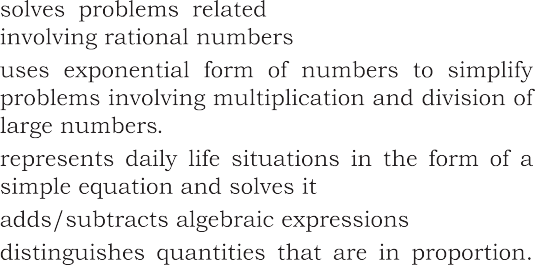 solves problems related
involving rational numbers
uses exponential form of numbers to simplify
problems involving multiplication and division of
large numbers.
represents daily life situations in the form of a
simple equation and solves it
adds/subtracts algebraic expressions
distinguishes quantities that are in proportion.